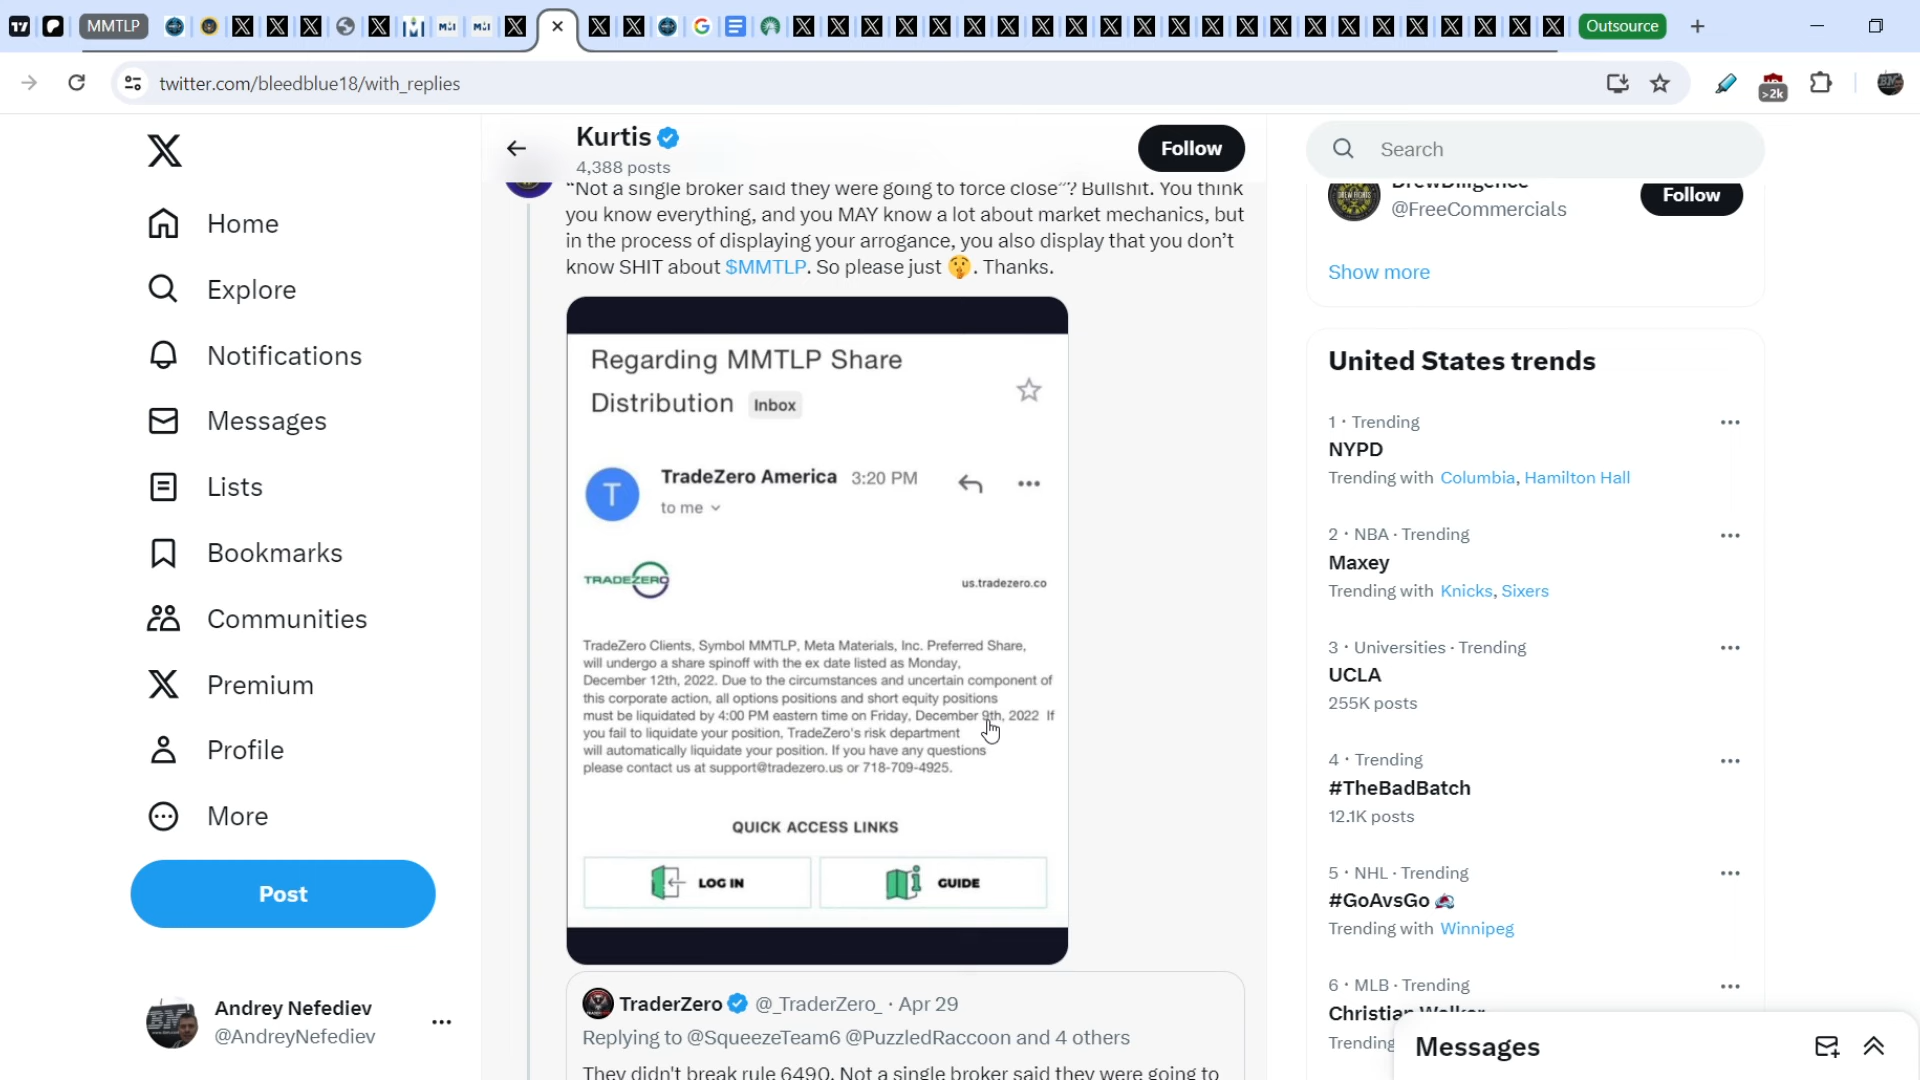 MMTLP
Outsource
twitter.com/bleedblue18/with_replies
>2k
Home
Explore
Notifications
Messages
Lists
Bookmarks
Communities
Premium
Profile
More
Post
Andrey Nefediev
@AndreyNefediev
Kurtis
4,388 posts
Follow
"Not a single broker said they were going to force close"? Bullshit. You think
you know everything, and you MAY know a lot about market mechanics, but
in the process of displaying your arrogance, you also display that you don't
know SHIT about $MMTLP. So please just 🤫. Thanks.
Regarding MMTLP Share
Distribution Inbox
TradeZero America 3:20 PM
to me
T
TRADEZERO
us.tradezero.co
TradeZero Clients, Symbol MMTLP, Meta Materials, Inc. Preferred Share,
will undergo a share spinoff with the ex date listed as Monday,
December 12th, 2022. Due to the circumstances and uncertain component of
this corporate action, all options positions and short equity positions
must be liquidated by 4:00 PM eastern time on Friday, December 9th, 2022 If
you fail to liquidate your position, TradeZero's risk department
will automatically liquidate your position. If you have any questions
please contact us at support@tradezero.us or 718-709-4925.
QUICK ACCESS LINKS
LOG IN
GUIDE
TraderZero @_TraderZero_ · Apr 29
Replying to @SqueezeTeam6 @PuzzledRaccoon and 4 others
They didn't break rule 6490. Not a single broker said they were going to
Search
DrewDiligence
@FreeCommercials
Follow
Show more
United States trends
1 · Trending
NYPD
Trending with Columbia, Hamilton Hall
2 · NBA · Trending
Maxey
Trending with Knicks, Sixers
3 · Universities · Trending
UCLA
255K posts
4 · Trending
#TheBadBatch
12.1K posts
5 · NHL · Trending
#GoAvsGo
Trending with Winnipeg
6 · MLB · Trending
Christian Walker
Trending
Messages